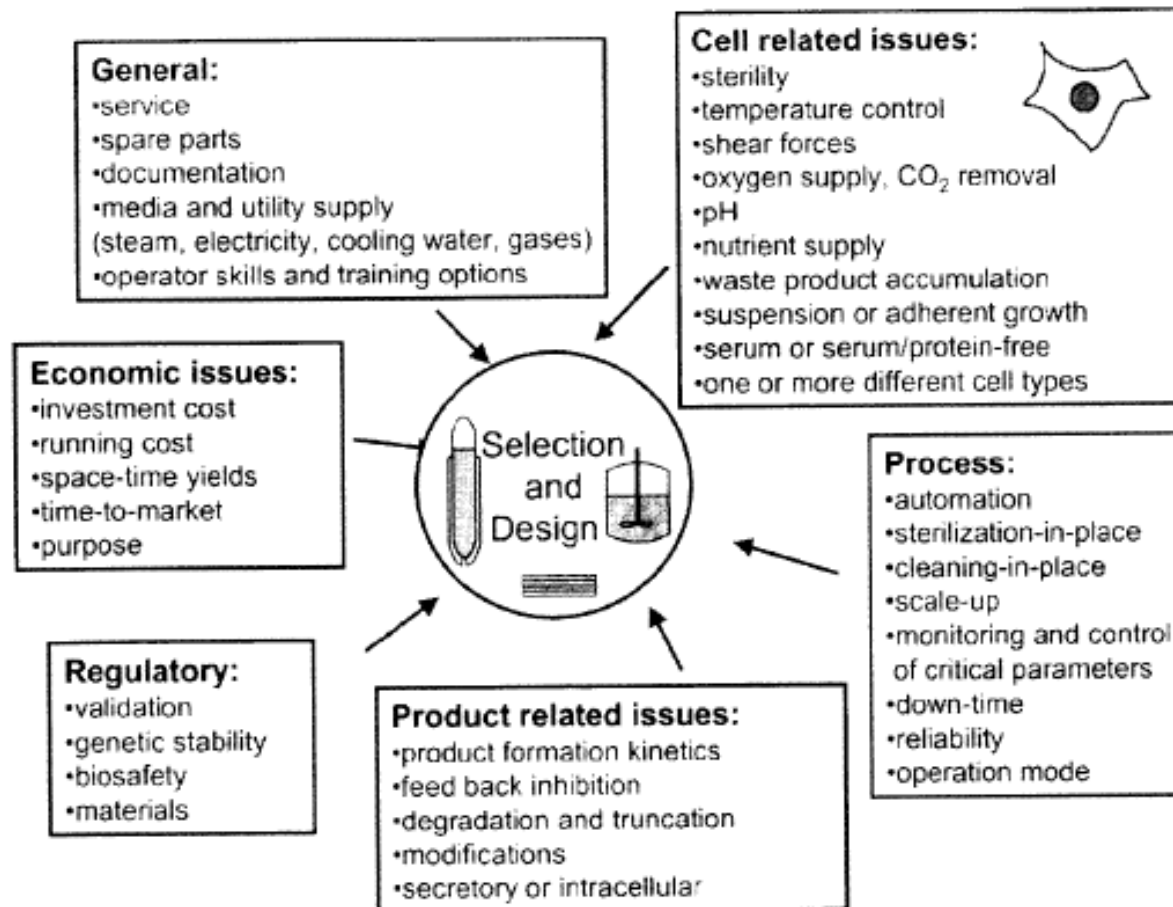 General:
•service
•spare parts
•documentation
•media and utility supply
(steam, electricity, cooling water, gases)
•operator skills and training options
Cell related issues:
•sterility
•temperature control
•shear forces
•oxygen supply, CO₂ removal
•pH
•nutrient supply
•waste product accumulation
•suspension or adherent growth
•serum or serum/protein-free
•one or more different cell types
Economic issues:
•investment cost
•running cost
•space-time yields
•time-to-market
•purpose
Selection
and
Design
Process:
•automation
•sterilization-in-place
•cleaning-in-place
•scale-up
•monitoring and control
of critical parameters
•down-time
•reliability
•operation mode
Regulatory:
•validation
•genetic stability
•biosafety
•materials
Product related issues:
•product formation kinetics
•feed back inhibition
•degradation and truncation
•modifications
•secretory or intracellular